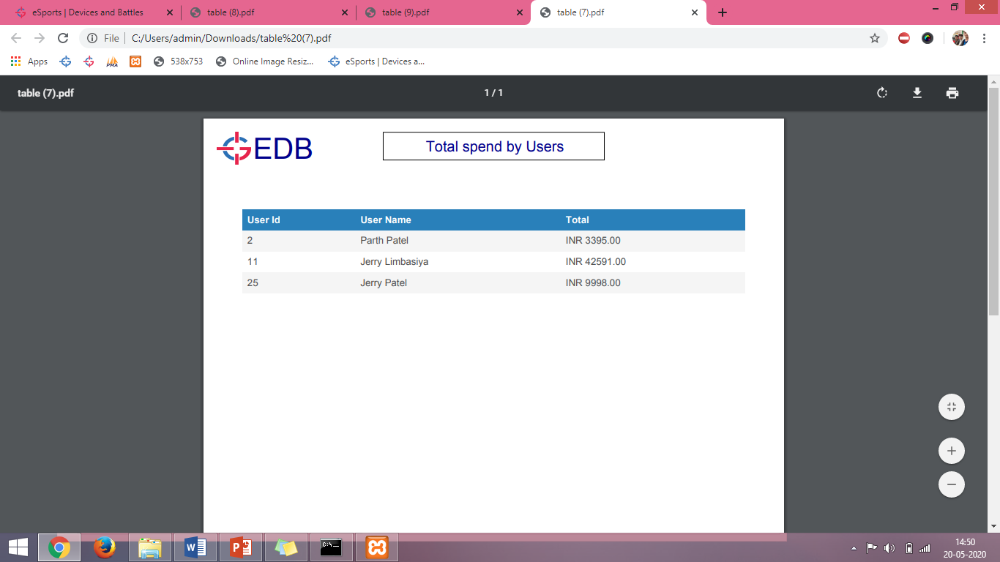 eSports | Devices and Battles
table (8).pdf
table (9).pdf
table (7).pdf
File C:/Users/admin/Downloads/table%20(7).pdf
Apps
PMA
538x753
Online Image Resiz...
eSports | Devices a...
table (7).pdf
1 / 1
EDB
Total spend by Users
User Id User Name Total
2 Parth Patel INR 3395.00
11 Jerry Limbasiya INR 42591.00
25 Jerry Patel INR 9998.00
14:50
20-05-2020